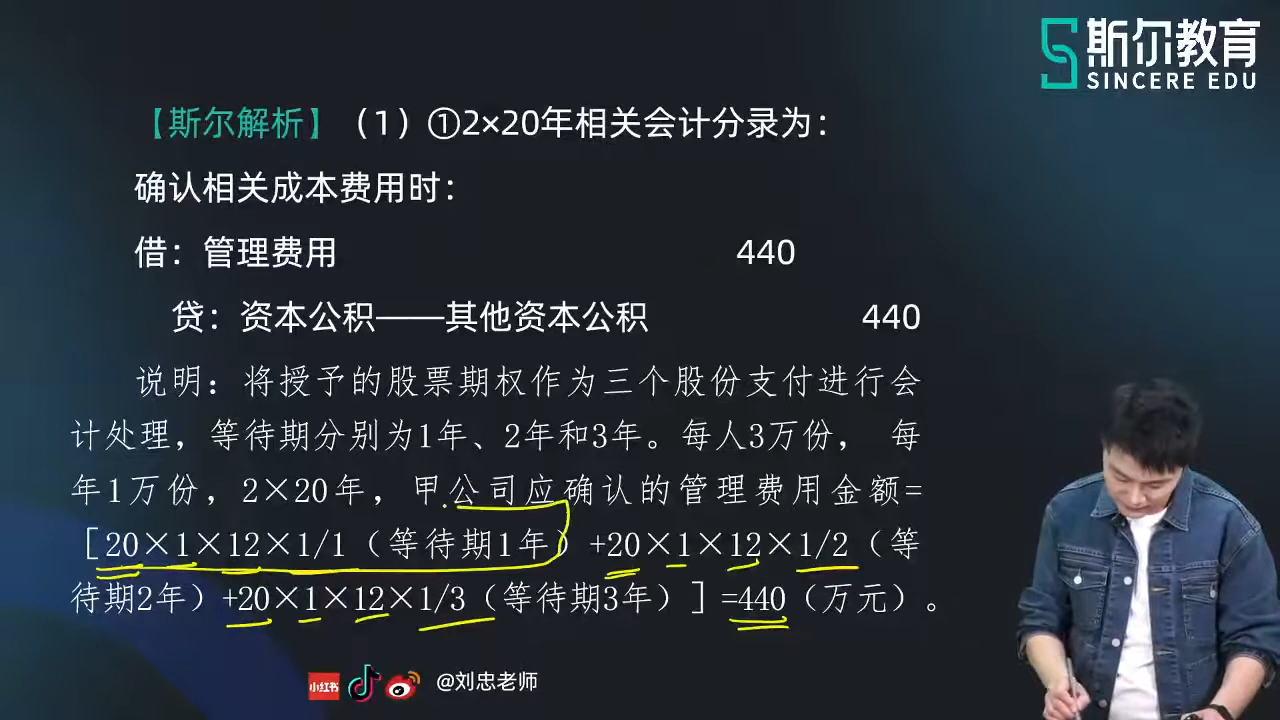 斯尔教育
SINCERE EDU
【斯尔解析】（1）①2×20年相关会计分录为：
确认相关成本费用时：
借：管理费用 440
贷：资本公积——其他资本公积 440
说明：将授予的股票期权作为三个股份支付进行会
计处理，等待期分别为1年、2年和3年。每人3万份， 每
年1万份，2×20年，甲公司应确认的管理费用金额=
［20×1×12×1/1（等待期1年）+20×1×12×1/2（等
待期2年）+20×1×12×1/3（等待期3年）］=440（万元）。
小红书
@刘忠老师